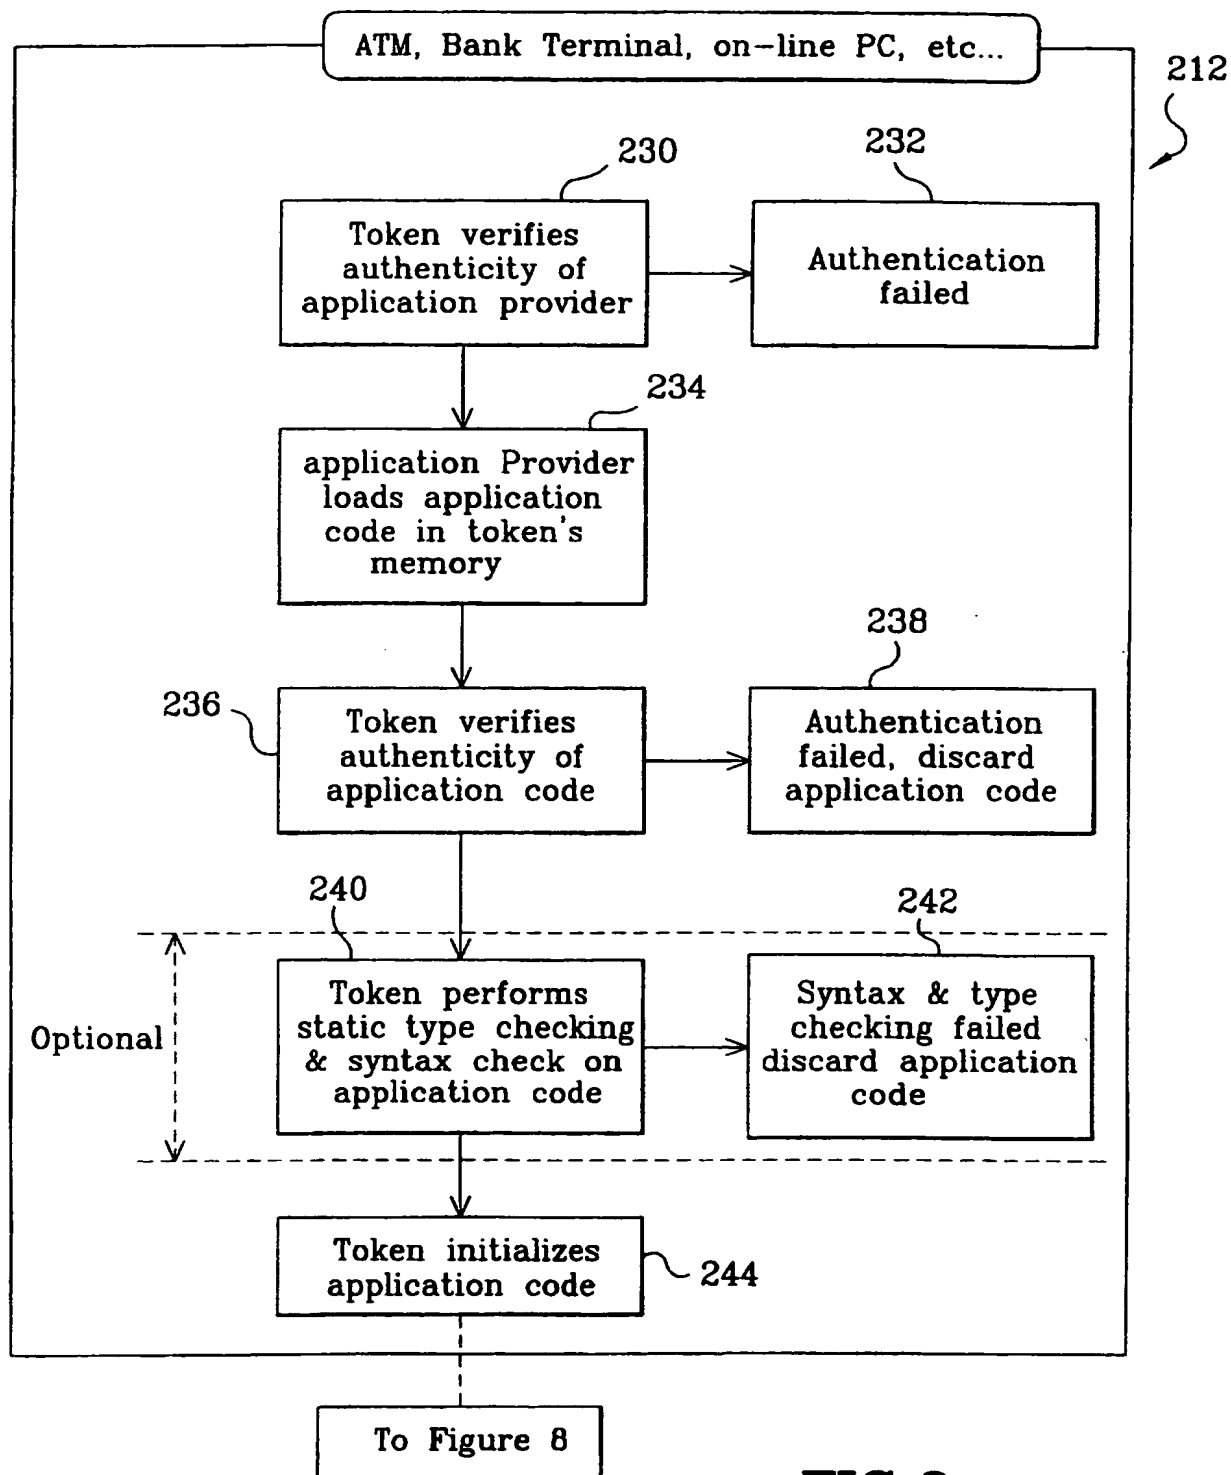 ATM, Bank Terminal, on-line PC, etc...
212
230
232
Token verifies
authenticity of
application provider
Authentication
failed
234
application Provider
loads application
code in token's
memory
238
236
Token verifies
authenticity of
application code
Authentication
failed, discard
application code
240
242
Optional
Token performs
static type checking
& syntax check on
application code
Syntax & type
checking failed
discard application
code
Token initializes
application code
244
To Figure 8